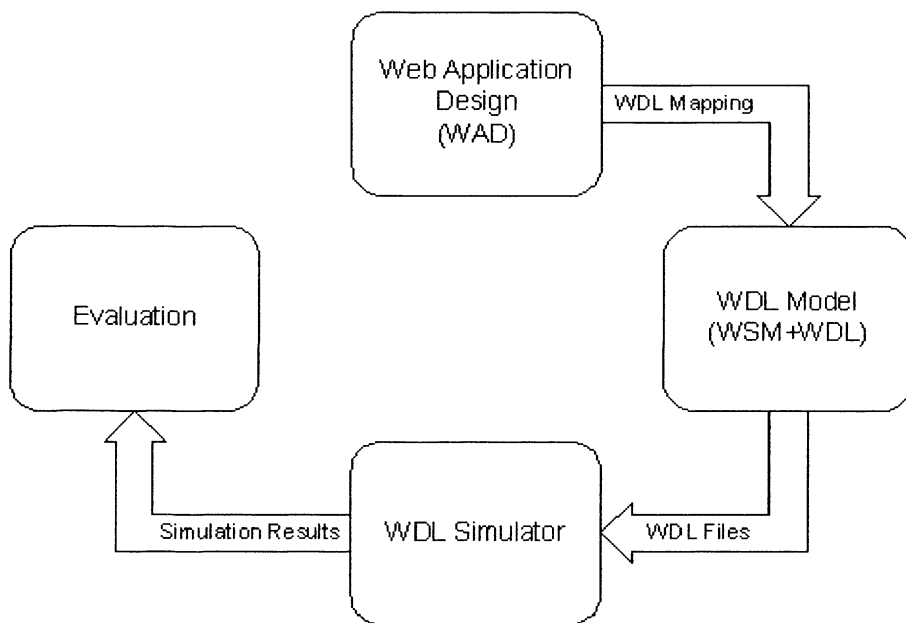 Web Application
Design
(WAD)
WDL Mapping
Evaluation
WDL Model
(WSM+WDL)
Simulation Results
WDL Simulator
WDL Files